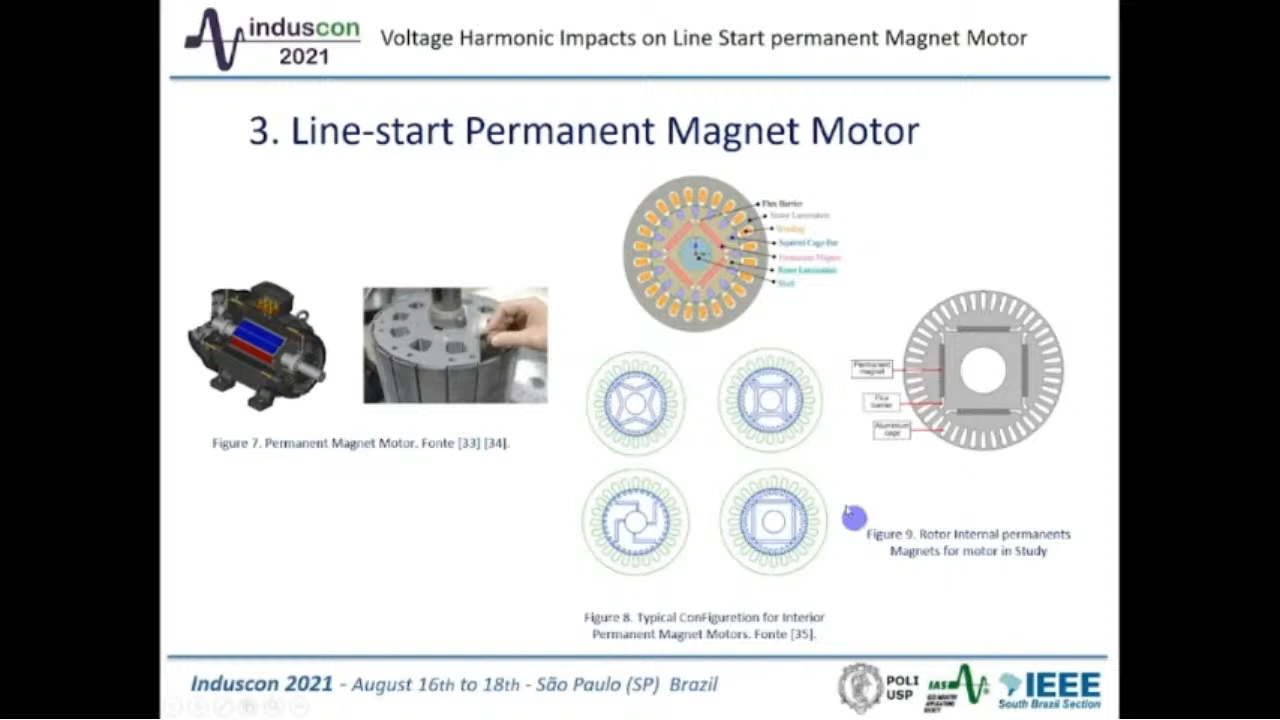 induscon
2021
Voltage Harmonic Impacts on Line Start permanent Magnet Motor
3. Line-start Permanent Magnet Motor
Flux Barrier
Stator Lamination
Winding
Squirrel-Cage Bar
Permanent Magnet
Rotor Lamination
Shaft
Permanent
magnet
Flux
barrier
Aluminium
cage
Figure 7. Permanent Magnet Motor. Fonte [33] [34].
Figure 9. Rotor Internal permanents
Magnets for motor in Study
Figure 8. Typical ConFiguretion for Interior
Permanent Magnet Motors. Fonte [35].
Induscon 2021 - August 16th to 18th - São Paulo (SP) Brazil
POLI
USP
IAS
IEEE
South Brazil Section